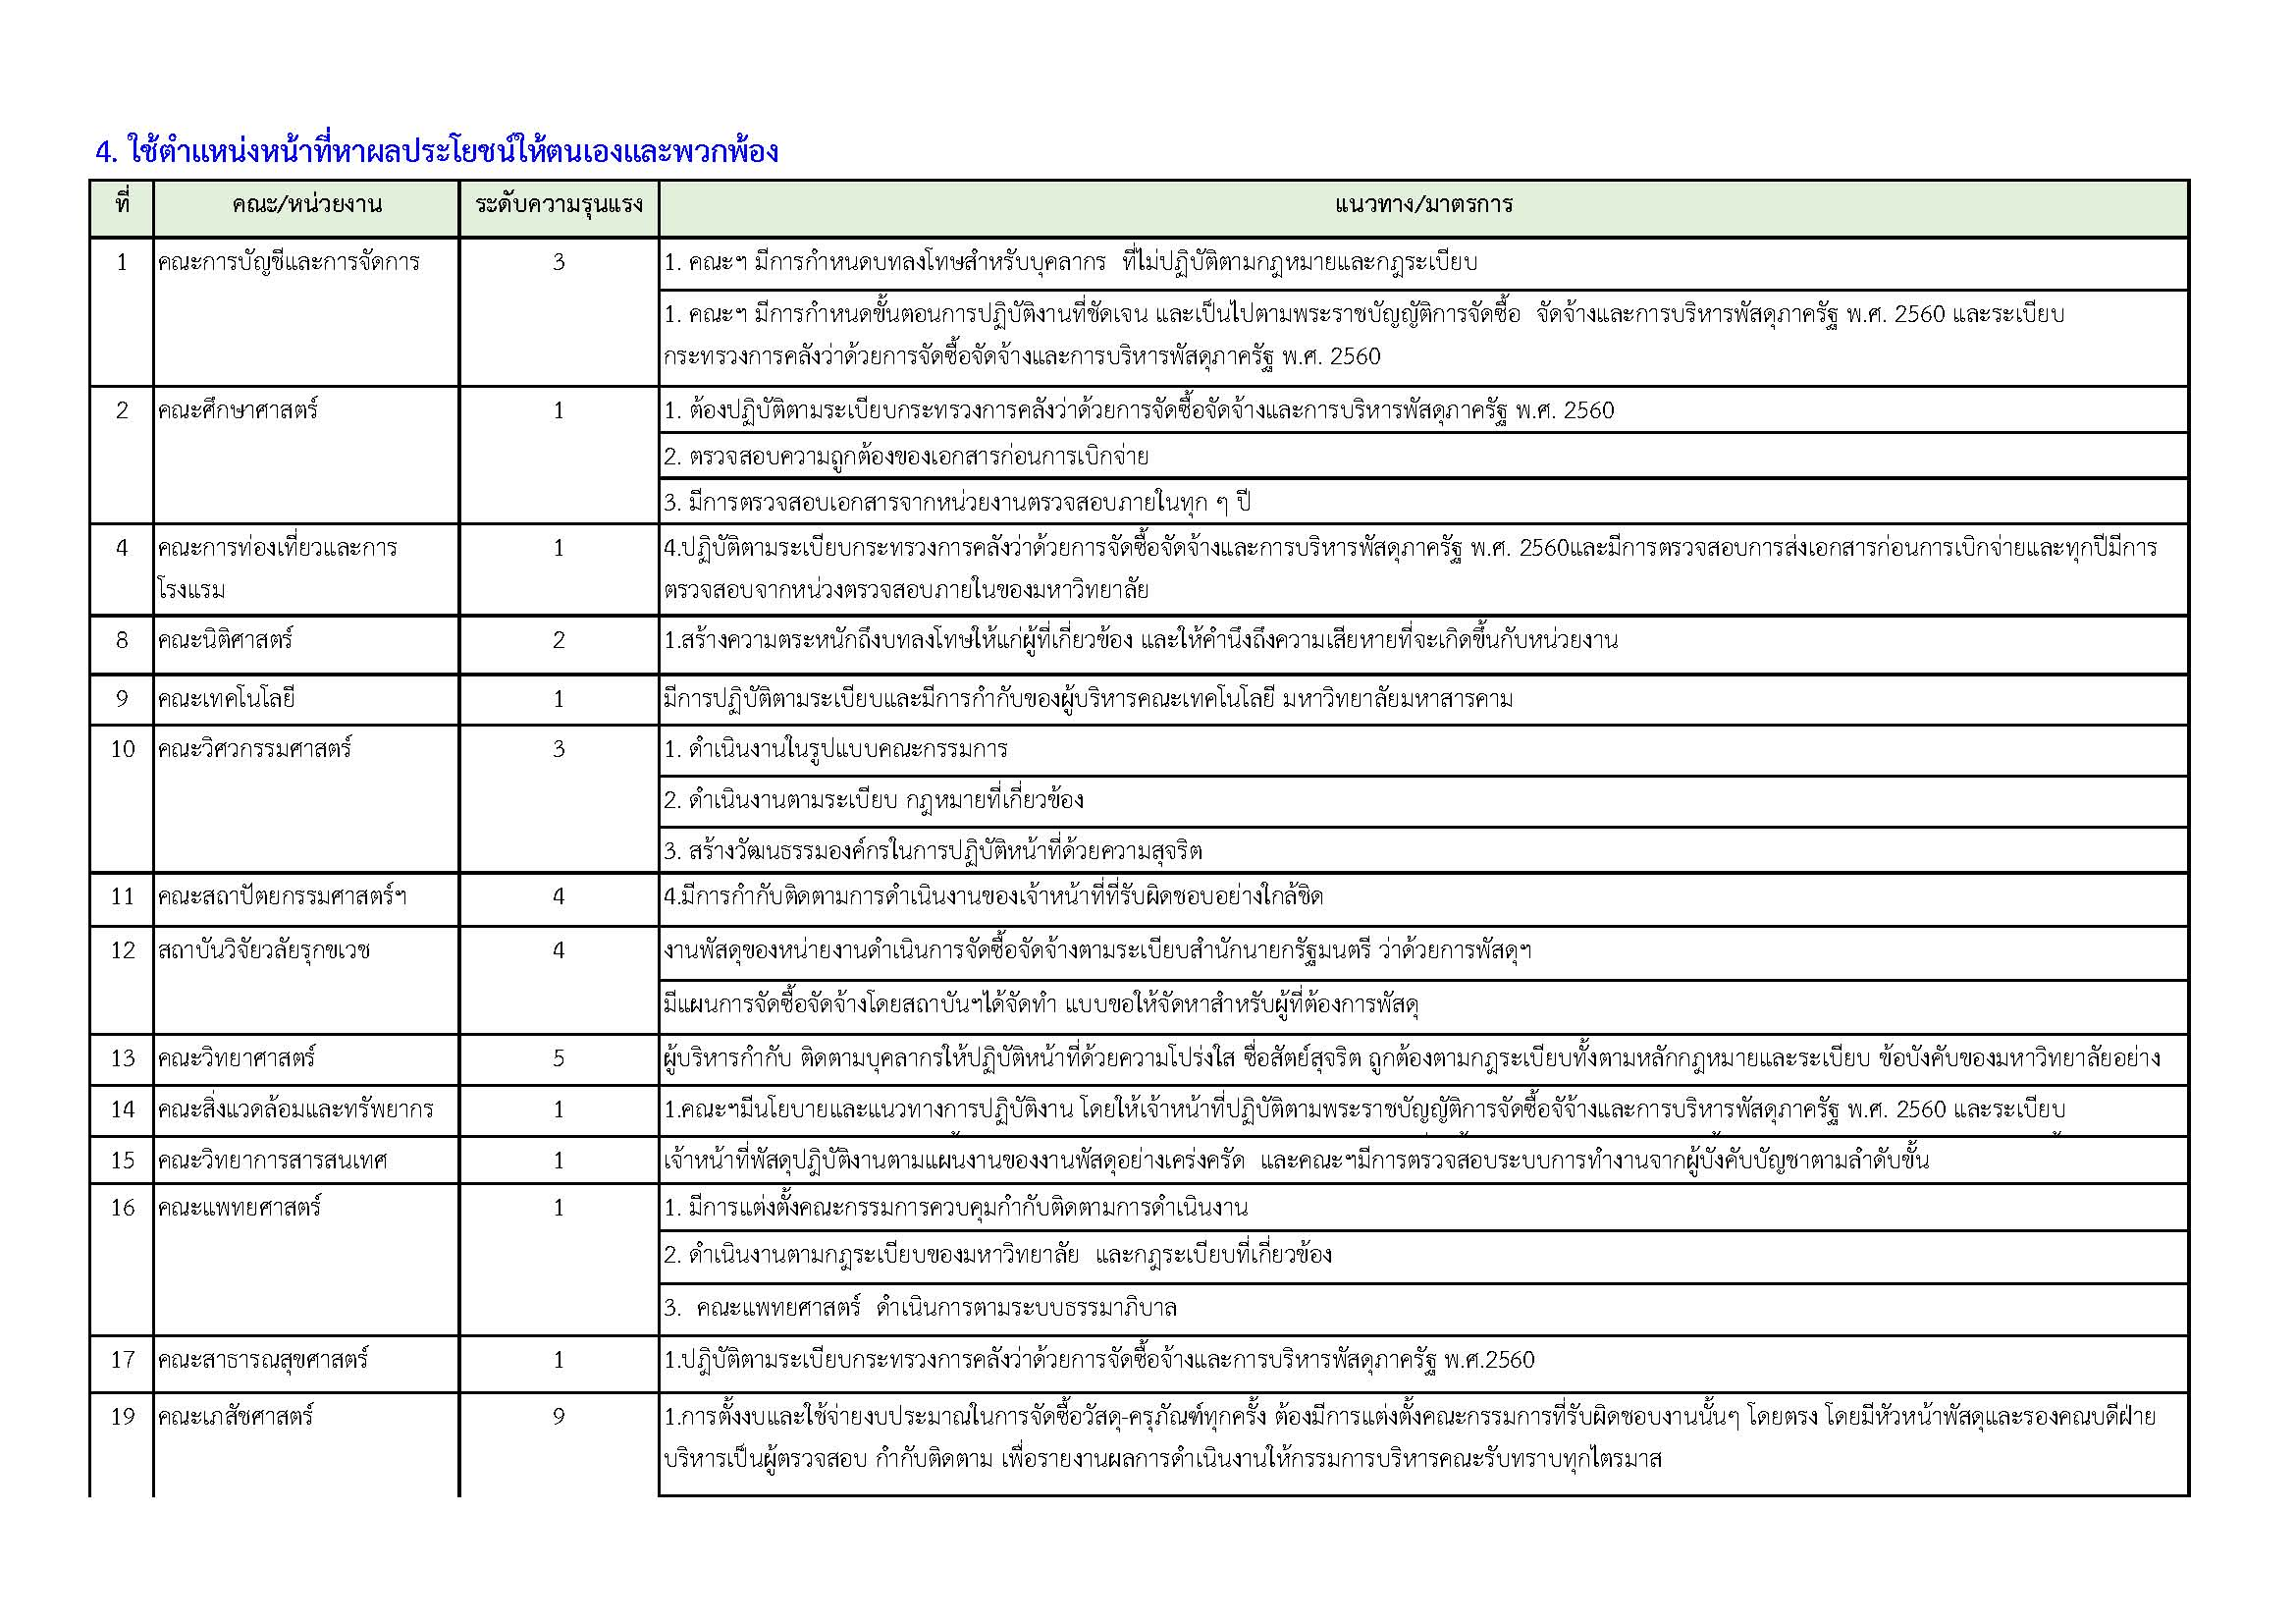 4. ใช้ตำแหน่งหน้าที่หาผลประโยชน์ให้ตนเองและพวกพ้อง
ที่ คณะ/หน่วยงาน ระดับความรุนแรง แนวทาง/มาตรการ
1 คณะการบัญชีและการจัดการ 3 1. คณะฯ มีการกำหนดบทลงโทษสำหรับบุคลากร ที่ไม่ปฏิบัติตามกฎหมายและกฎระเบียบ
1. คณะฯ มีการกำหนดขั้นตอนการปฏิบัติงานที่ชัดเจน และเป็นไปตามพระราชบัญญัติการจัดซื้อ จัดจ้างและการบริหารพัสดุภาครัฐ พ.ศ. 2560 และระเบียบ
กระทรวงการคลังว่าด้วยการจัดซื้อจัดจ้างและการบริหารพัสดุภาครัฐ พ.ศ. 2560
2 คณะศึกษาศาสตร์ 1 1. ต้องปฏิบัติตามระเบียบกระทรวงการคลังว่าด้วยการจัดซื้อจัดจ้างและการบริหารพัสดุภาครัฐ พ.ศ. 2560
2. ตรวจสอบความถูกต้องของเอกสารก่อนการเบิกจ่าย
3. มีการตรวจสอบเอกสารจากหน่วยงานตรวจสอบภายในทุก ๆ ปี
4 คณะการท่องเที่ยวและการ 1 4.ปฏิบัติตามระเบียบกระทรวงการคลังว่าด้วยการจัดซื้อจัดจ้างและการบริหารพัสดุภาครัฐ พ.ศ. 2560และมีการตรวจสอบการส่งเอกสารก่อนการเบิกจ่ายและทุกปีมีการ
โรงแรม ตรวจสอบจากหน่วงตรวจสอบภายในของมหาวิทยาลัย
8 คณะนิติศาสตร์ 2 1.สร้างความตระหนักถึงบทลงโทษให้แก่ผู้ที่เกี่ยวข้อง และให้คำนึงถึงความเสียหายที่จะเกิดขึ้นกับหน่วยงาน
9 คณะเทคโนโลยี 1 มีการปฏิบัติตามระเบียบและมีการกำกับของผู้บริหารคณะเทคโนโลยี มหาวิทยาลัยมหาสารคาม
10 คณะวิศวกรรมศาสตร์ 3 1. ดำเนินงานในรูปแบบคณะกรรมการ
2. ดำเนินงานตามระเบียบ กฎหมายที่เกี่ยวข้อง
3. สร้างวัฒนธรรมองค์กรในการปฏิบัติหน้าที่ด้วยความสุจริต
11 คณะสถาปัตยกรรมศาสตร์ฯ 4 4.มีการกำกับติดตามการดำเนินงานของเจ้าหน้าที่ที่รับผิดชอบอย่างใกล้ชิด
12 สถาบันวิจัยวลัยรุกขเวช 4 งานพัสดุของหน่ายงานดำเนินการจัดซื้อจัดจ้างตามระเบียบสำนักนายกรัฐมนตรี ว่าด้วยการพัสดุฯ
มีแผนการจัดซื้อจัดจ้างโดยสถาบันฯได้จัดทำ แบบขอให้จัดหาสำหรับผู้ที่ต้องการพัสดุ
13 คณะวิทยาศาสตร์ 5 ผู้บริหารกำกับ ติดตามบุคลากรให้ปฏิบัติหน้าที่ด้วยความโปร่งใส ซื่อสัตย์สุจริต ถูกต้องตามกฎระเบียบทั้งตามหลักกฎหมายและระเบียบ ข้อบังคับของมหาวิทยาลัยอย่าง
14 คณะสิ่งแวดล้อมและทรัพยากร 1 1.คณะฯมีนโยบายและแนวทางการปฏิบัติงาน โดยให้เจ้าหน้าที่ปฏิบัติตามพระราชบัญญัติการจัดซื้อจัจ้างและการบริหารพัสดุภาครัฐ พ.ศ. 2560 และระเบียบ
15 คณะวิทยาการสารสนเทศ 1 เจ้าหน้าที่พัสดุปฎิบัติงานตามแผนงานของงานพัสดุอย่างเคร่งครัด และคณะฯมีการตรวจสอบระบบการทำงานจากผู้บังคับบัญชาตามลำดับขั้น
16 คณะแพทยศาสตร์ 1 1. มีการแต่งตั้งคณะกรรมการควบคุมกำกับติดตามการดำเนินงาน
2. ดำเนินงานตามกฎระเบียบของมหาวิทยาลัย และกฎระเบียบที่เกี่ยวข้อง
3. คณะแพทยศาสตร์ ดำเนินการตามระบบธรรมาภิบาล
17 คณะสาธารณสุขศาสตร์ 1 1.ปฎิบัติตามระเบียบกระทรวงการคลังว่าด้วยการจัดซื้อจ้างและการบริหารพัสดุภาครัฐ พ.ศ.2560
19 คณะเภสัชศาสตร์ 9 1.การตั้งงบและใช้จ่ายงบประมาณในการจัดซื้อวัสดุ-ครุภัณฑ์ทุกครั้ง ต้องมีการแต่งตั้งคณะกรรมการที่รับผิดชอบงานนั้นๆ โดยตรง โดยมีหัวหน้าพัสดุและรองคณบดีฝ่าย
บริหารเป็นผู้ตรวจสอบ กำกับติดตาม เพื่อรายงานผลการดำเนินงานให้กรรมการบริหารคณะรับทราบทุกไตรมาส